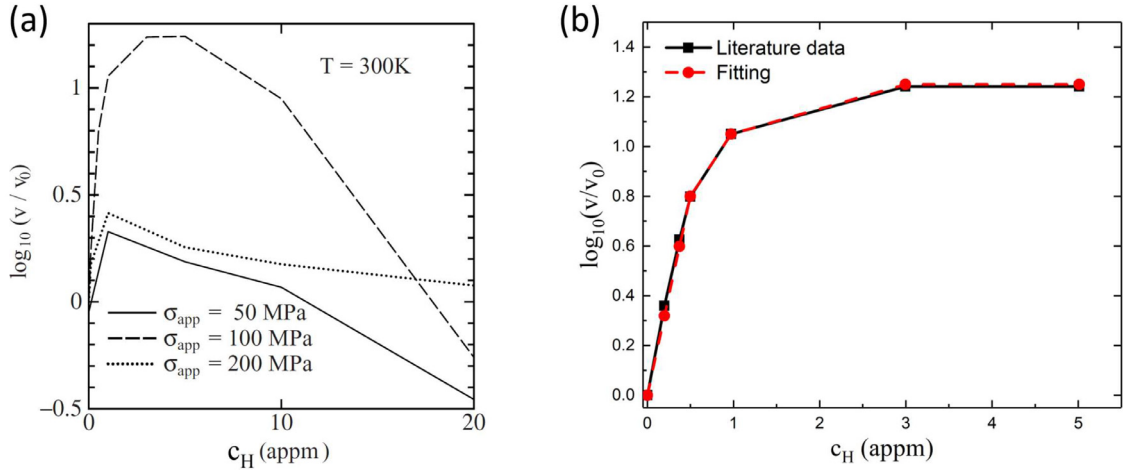 (a)
T = 300K
log10 (v / v0)
1
0.5
0
−0.5
σapp = 50 MPa
σapp = 100 MPa
σapp = 200 MPa
0
10
20
cH (appm)
(b)
Literature data
Fitting
log10(v/v0)
1.4
1.2
1.0
0.8
0.6
0.4
0.2
0.0
0
1
2
3
4
5
cH (appm)